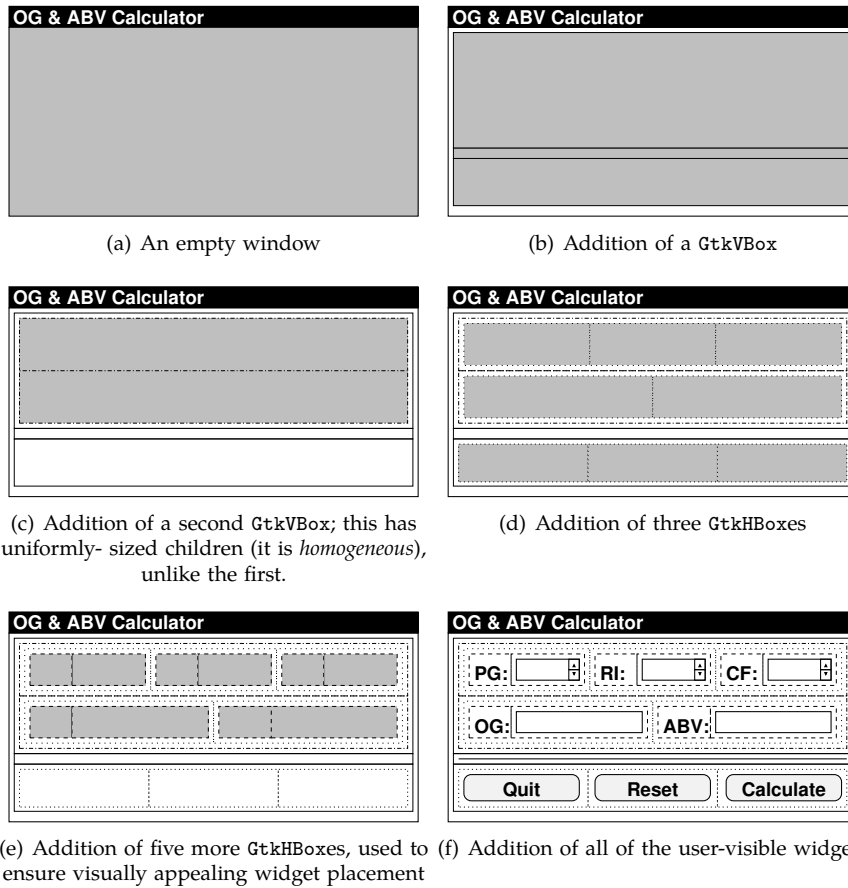 OG & ABV Calculator
OG & ABV Calculator
(a) An empty window
(b) Addition of a GtkVBox
OG & ABV Calculator
OG & ABV Calculator
(c) Addition of a second GtkVBox; this has
uniformly- sized children (it is homogeneous),
unlike the first.
(d) Addition of three GtkHBoxes
OG & ABV Calculator
OG & ABV Calculator
PG:
RI:
CF:
OG:
ABV:
Quit
Reset
Calculate
(e) Addition of five more GtkHBoxes, used to
ensure visually appealing widget placement
(f) Addition of all of the user-visible widge